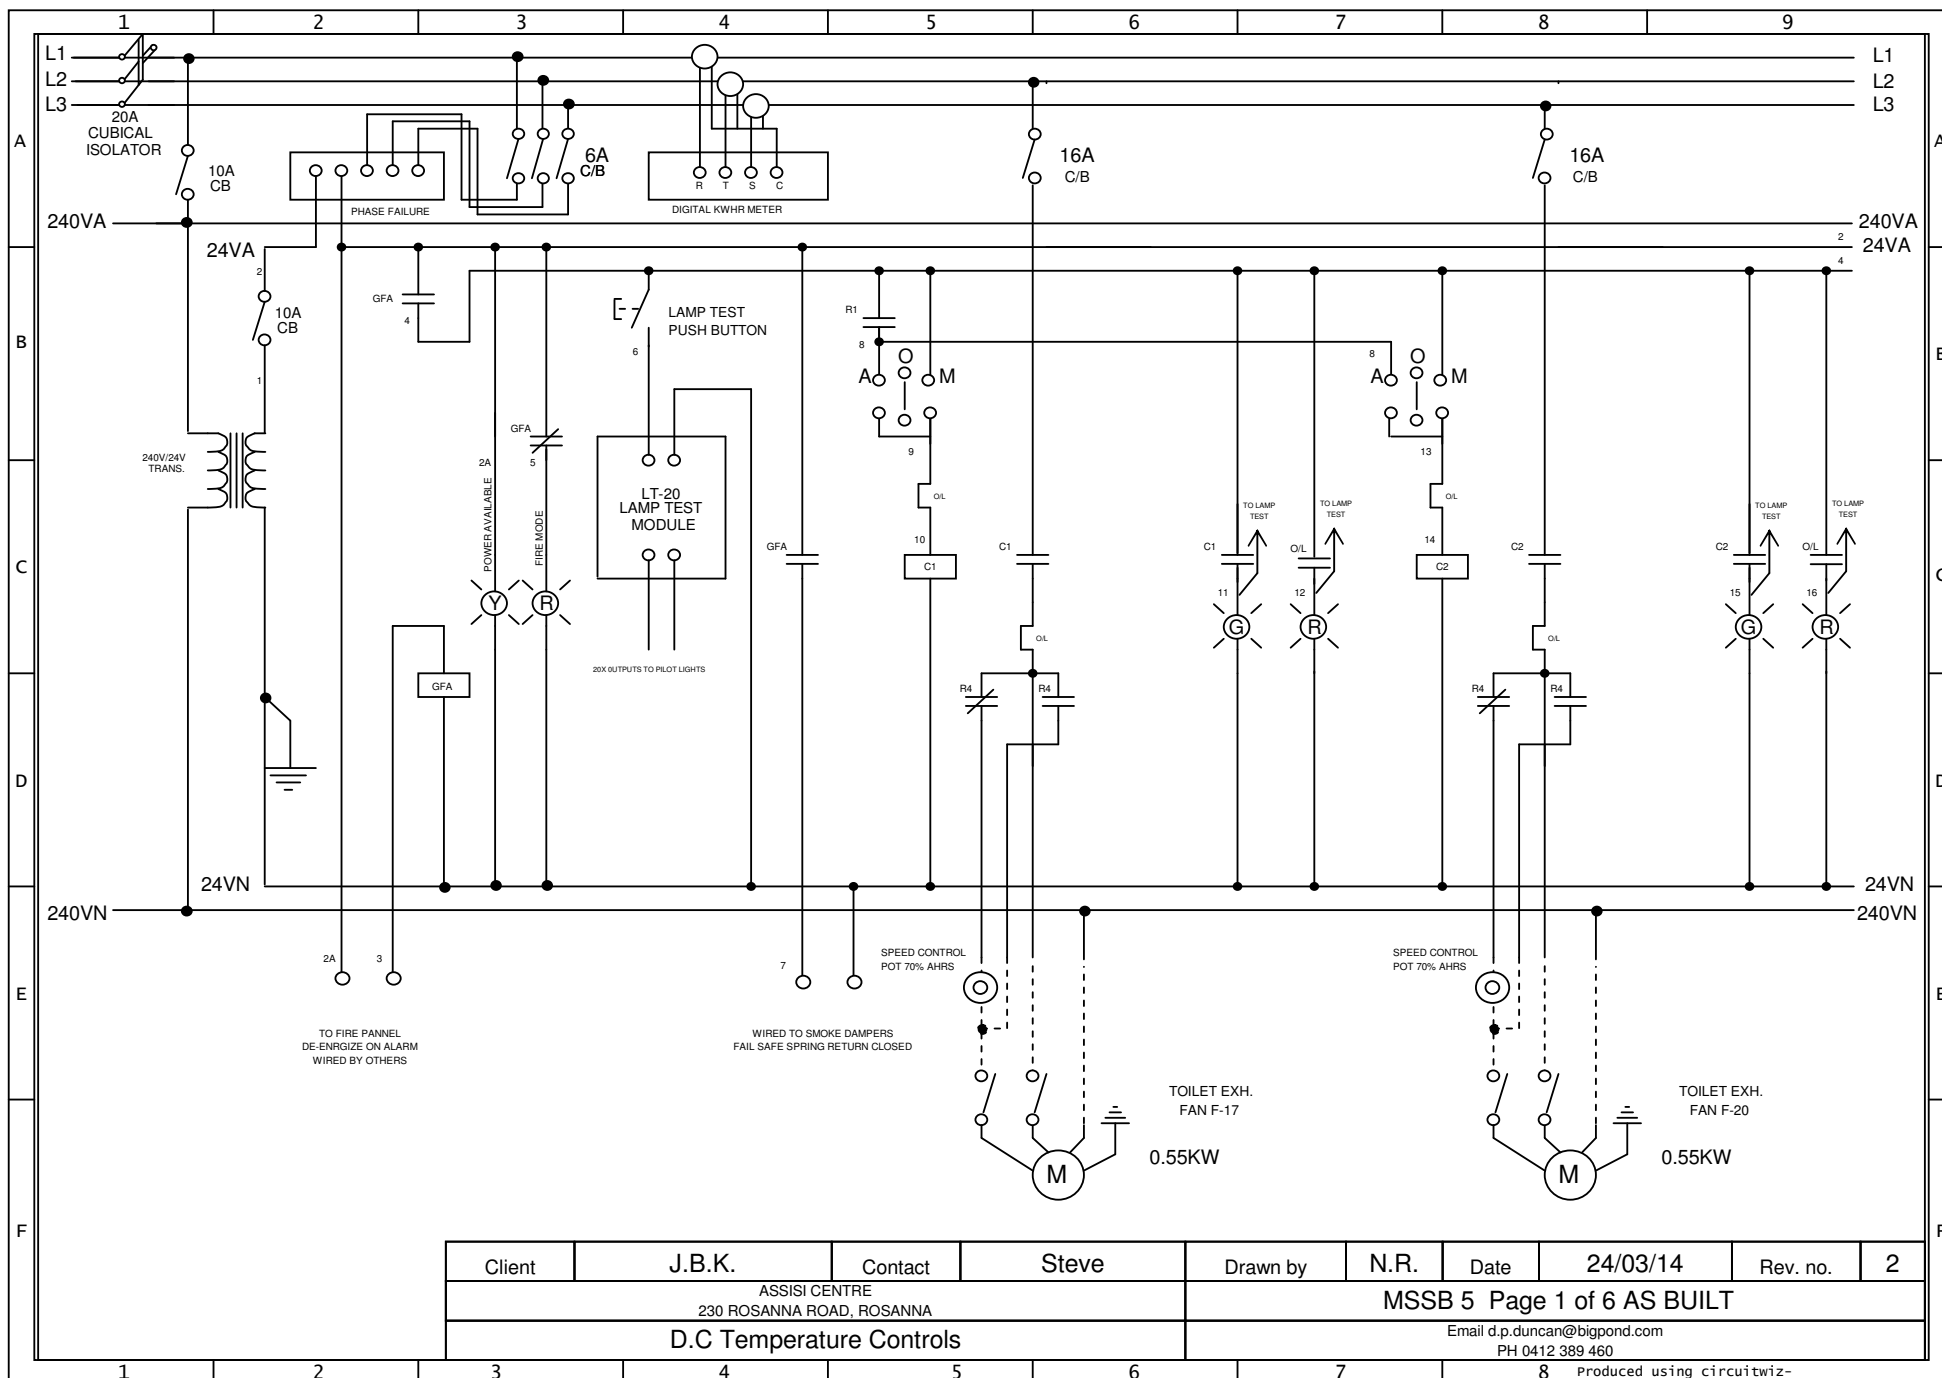 1 2 3 4 5 6 7 8 9
L1 L1
L2 L2
L3 L3
20A
CUBICAL
ISOLATOR
10A
CB
6A
C/B
16A
C/B
16A
C/B
A A
R T S C
PHASE FAILURE
DIGITAL KWHR METER
240VA 240VA
24VA 2 24VA
4
2
10A
CB
1
GFA
4
LAMP TEST
PUSH BUTTON
6
R1
8
8
B B
A O M
A O M
240V/24V
TRANS.
GFA
5
2A
POWER AVAILABLE
FIRE MODE
LT-20
LAMP TEST
MODULE
9
O/L
10
C1
13
O/L
14
C2
TO LAMP
TEST
TO LAMP
TEST
TO LAMP
TEST
TO LAMP
TEST
C C
GFA
C1
C1
O/L
C2
C2
O/L
11
12
15
16
Y R
G R
G R
O/L
O/L
20X OUTPUTS TO PILOT LIGHTS
GFA
R4 R4
R4 R4
D D
24VN 24VN
240VN 240VN
2A
3
7
SPEED CONTROL
POT 70% AHRS
SPEED CONTROL
POT 70% AHRS
E E
TO FIRE PANNEL
DE-ENRGIZE ON ALARM
WIRED BY OTHERS
WIRED TO SMOKE DAMPERS
FAIL SAFE SPRING RETURN CLOSED
TOILET EXH.
FAN F-17
0.55KW
M
TOILET EXH.
FAN F-20
0.55KW
M
F F
Client J.B.K. Contact Steve Drawn by N.R. Date 24/03/14 Rev. no. 2
ASSISI CENTRE
230 ROSANNA ROAD, ROSANNA
MSSB 5 Page 1 of 6 AS BUILT
D.C Temperature Controls
Email d.p.duncan@bigpond.com
PH 0412 389 460
1 2 3 4 5 6 7 8
Produced using circuitwiz-